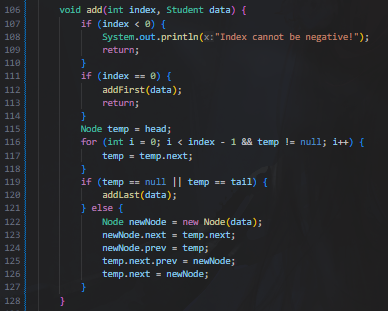 106 void add(int index, Student data) {
107 if (index < 0) {
108 System.out.println(x:"Index cannot be negative!");
109 return;
110 }
111 if (index == 0) {
112 addFirst(data);
113 return;
114 }
115 Node temp = head;
116 for (int i = 0; i < index - 1 && temp != null; i++) {
117 temp = temp.next;
118 }
119 if (temp == null || temp == tail) {
120 addLast(data);
121 } else {
122 Node newNode = new Node(data);
123 newNode.next = temp.next;
124 newNode.prev = temp;
125 temp.next.prev = newNode;
126 temp.next = newNode;
127 }
128 }